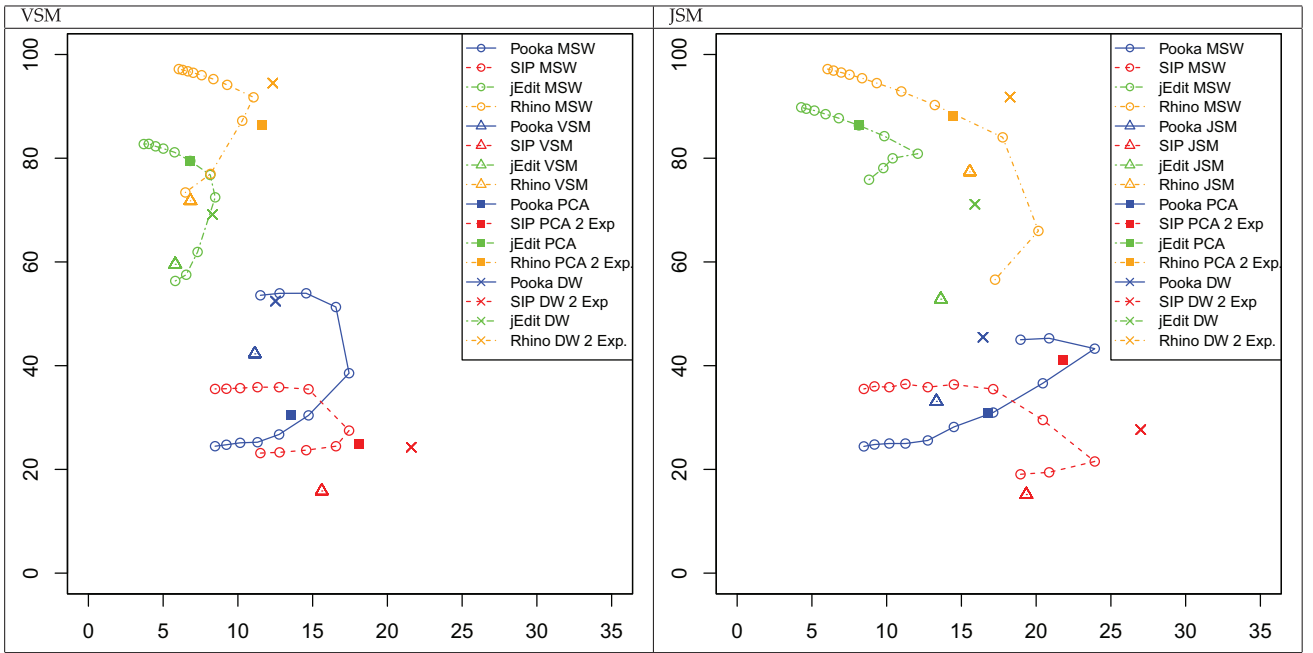 VSM
100
80
60
40
20
0
0 5 10 15 20 25 30 35
Pooka MSW
SIP MSW
jEdit MSW
Rhino MSW
Pooka VSM
SIP VSM
jEdit VSM
Rhino VSM
Pooka PCA
SIP PCA 2 Exp
jEdit PCA
Rhino PCA 2 Exp.
Pooka DW
SIP DW 2 Exp
jEdit DW
Rhino DW 2 Exp.
JSM
100
80
60
40
20
0
0 5 10 15 20 25 30 35
Pooka MSW
SIP MSW
jEdit MSW
Rhino MSW
Pooka JSM
SIP JSM
jEdit JSM
Rhino JSM
Pooka PCA
SIP PCA 2 Exp
jEdit PCA
Rhino PCA 2 Exp.
Pooka DW
SIP DW 2 Exp
jEdit DW
Rhino DW 2 Exp.